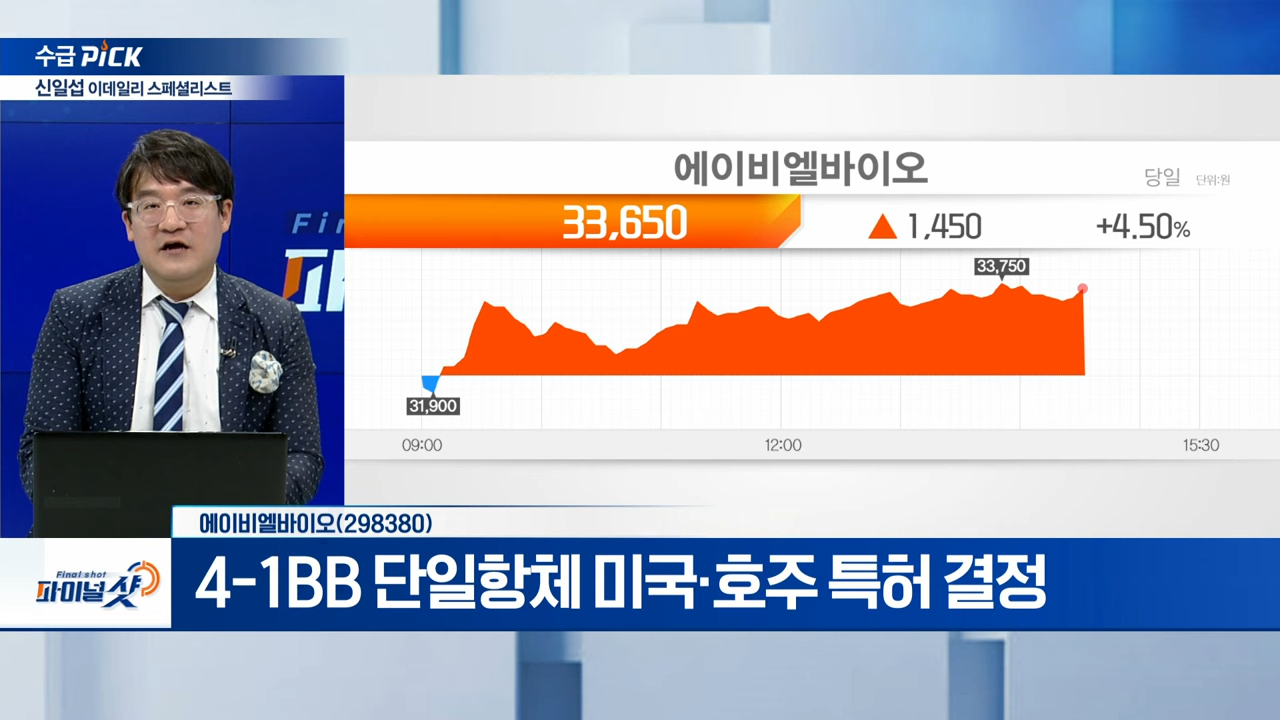 수급 PiCK
신일섭 이데일리 스페셜리스트
Fin
파
에이비엘바이오
당일 단위:원
33,650 ▲ 1,450 +4.50%
33,750
31,900
09:00 12:00 15:30
에이비엘바이오(298380)
Final shot
파이널샷
4-1BB 단일항체 미국·호주 특허 결정